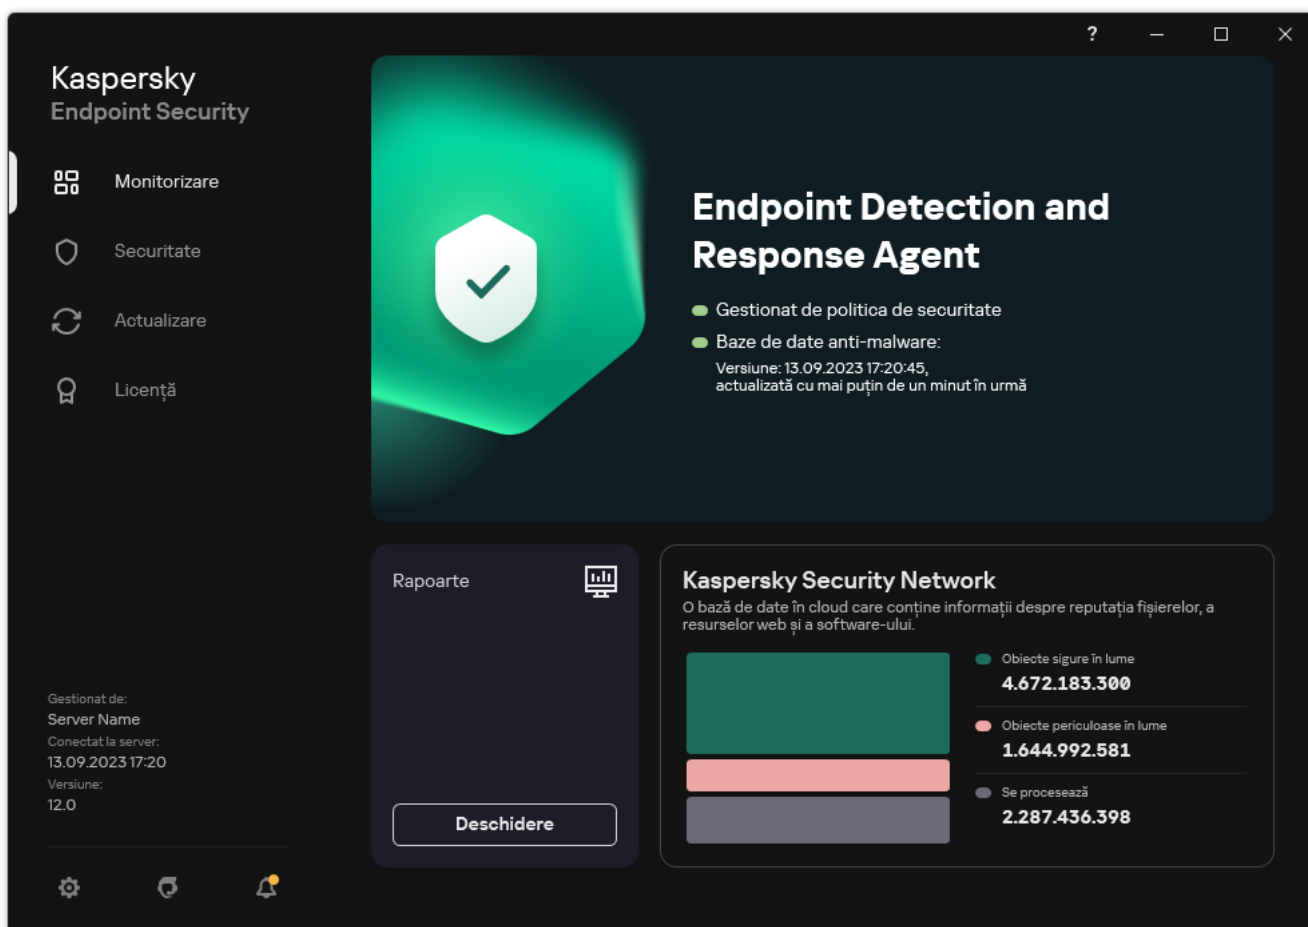 ?
Kaspersky
Endpoint Security
Monitorizare
Securitate
Actualizare
Licență
Gestionat de:
Server Name
Conectat la server:
13.09.2023 17:20
Versiune:
12.0
Endpoint Detection and
Response Agent
Gestionat de politica de securitate
Baze de date anti-malware:
Versiune: 13.09.2023 17:20:45,
actualizată cu mai puțin de un minut în urmă
Rapoarte
Deschidere
Kaspersky Security Network
O bază de date în cloud care conține informații despre reputația fișierelor, a
resurselor web și a software-ului.
Obiecte sigure în lume
4.672.183.300
Obiecte periculoase în lume
1.644.992.581
Se procesează
2.287.436.398